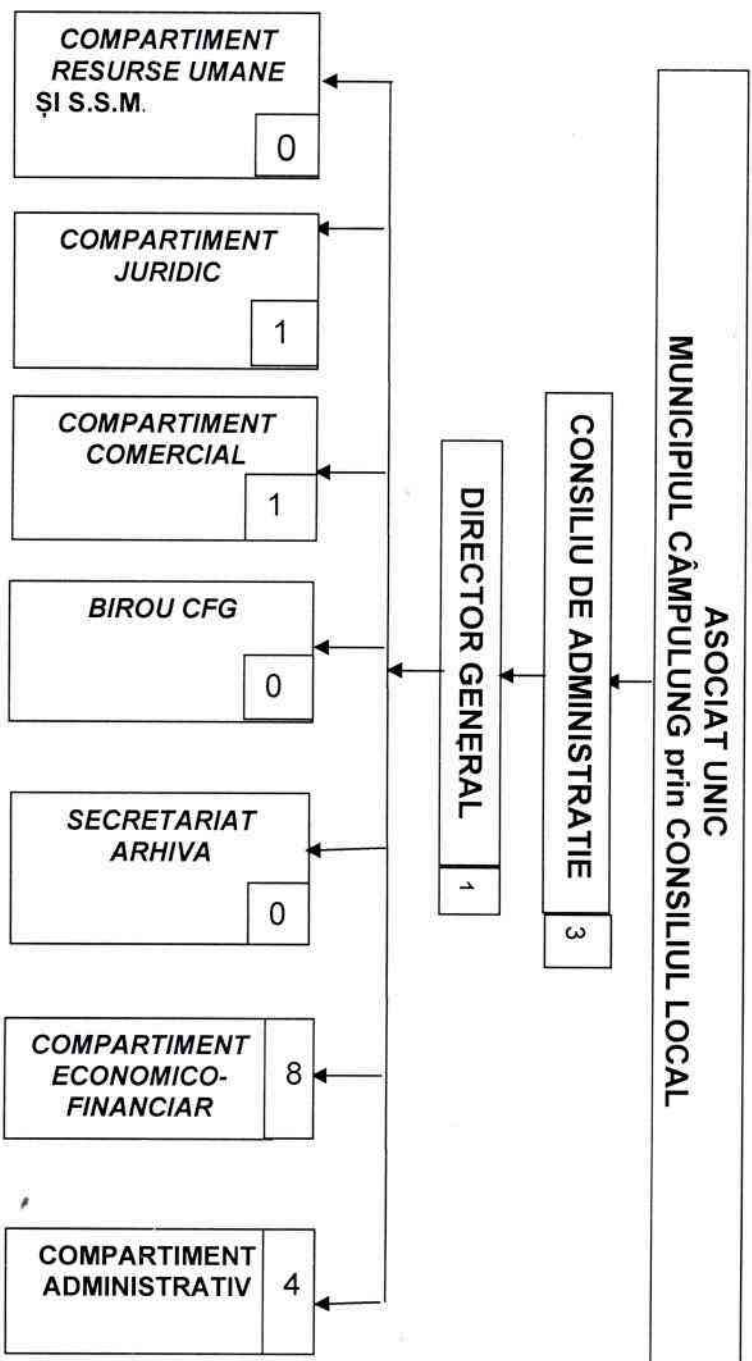 ASOCIAT UNIC
MUNICIPIUL CÂMPULUNG prin CONSILIUL LOCAL
CONSILIU DE ADMINISTRATIE
3
DIRECTOR GENERAL
1
COMPARTIMENT
RESURSE UMANE
ȘI S.S.M.
0
COMPARTIMENT
JURIDIC
1
COMPARTIMENT
COMERCIAL
1
BIROU CFG
0
SECRETARIAT
ARHIVA
0
COMPARTIMENT
ECONOMICO-
FINANCIAR
8
COMPARTIMENT
ADMINISTRATIV
4